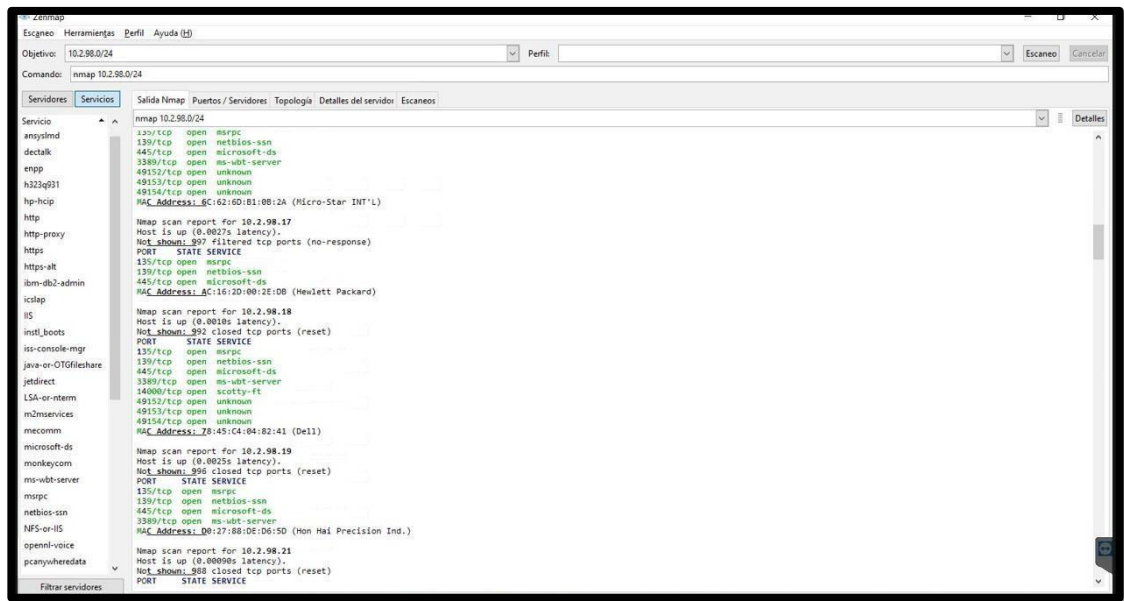 Zenmap
Escaneo Herramientas Perfil Ayuda (H)
Objetivo: 10.2.98.0/24 Perfil: Escaneo Cancelar
Comando: nmap 10.2.98.0/24
Servidores Servicios
Salida Nmap Puertos / Servidores Topología Detalles del servidor Escaneos
nmap 10.2.98.0/24 Detalles
Servicio
ansyslmd
dectalk
enpp
h323q931
hp-hcip
http
http-proxy
https
https-alt
ibm-db2-admin
icslap
IIS
instl_boots
iss-console-mgr
java-or-OTGfileshare
jetdirect
LSA-or-nterm
m2mservices
mecomm
microsoft-ds
monkeycom
ms-wbt-server
msrpc
netbios-ssn
NFS-or-IIS
opennl-voice
pcanywheredata
Filtrar servidores
135/tcp open msrpc
139/tcp open netbios-ssn
445/tcp open microsoft-ds
3389/tcp open ms-wbt-server
49152/tcp open unknown
49153/tcp open unknown
49154/tcp open unknown
MAC Address: 6C:62:6D:B1:0B:2A (Micro-Star INT'L)
Nmap scan report for 10.2.98.17
Host is up (0.0027s latency).
Not shown: 997 filtered tcp ports (no-response)
PORT STATE SERVICE
135/tcp open msrpc
139/tcp open netbios-ssn
445/tcp open microsoft-ds
MAC Address: AC:16:2D:00:2E:DB (Hewlett Packard)
Nmap scan report for 10.2.98.18
Host is up (0.0010s latency).
Not shown: 992 closed tcp ports (reset)
PORT STATE SERVICE
135/tcp open msrpc
139/tcp open netbios-ssn
445/tcp open microsoft-ds
3389/tcp open ms-wbt-server
14000/tcp open scotty-ft
49152/tcp open unknown
49153/tcp open unknown
49154/tcp open unknown
MAC Address: 78:45:C4:04:82:41 (Dell)
Nmap scan report for 10.2.98.19
Host is up (0.0025s latency).
Not shown: 996 closed tcp ports (reset)
PORT STATE SERVICE
135/tcp open msrpc
139/tcp open netbios-ssn
445/tcp open microsoft-ds
3389/tcp open ms-wbt-server
MAC Address: D0:27:88:DE:D6:5D (Hon Hai Precision Ind.)
Nmap scan report for 10.2.98.21
Host is up (0.00090s latency).
Not shown: 988 closed tcp ports (reset)
PORT STATE SERVICE